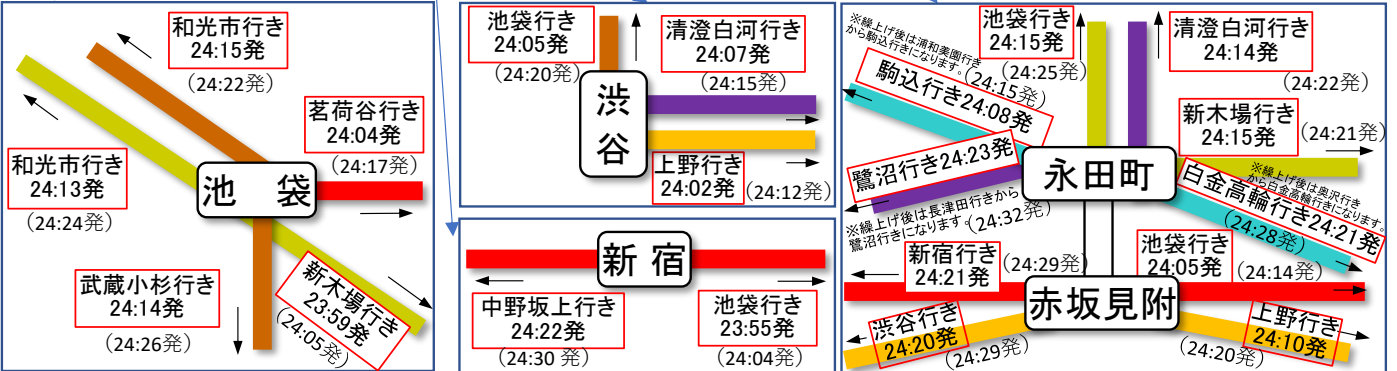 和光市行き
24:15発
(24:22発)
茗荷谷行き
24:04発
(24:17発)
和光市行き
24:13発
(24:24発)
池 袋
武蔵小杉行き
24:14発
(24:26発)
新木場行き
23:59発
(24:05発)
池袋行き
24:05発
(24:20発)
清澄白河行き
24:07発
(24:15発)
渋谷
上野行き
24:02発
(24:12発)
新 宿
中野坂上行き
24:22発
(24:30 発)
池袋行き
23:55発
(24:04発)
※繰上げ後は浦和美園行き
から駒込行きになります。
(24:15発)
駒込行き24:08発
池袋行き
24:15発
(24:25発)
清澄白河行き
24:14発
(24:22発)
新木場行き
24:15発
(24:21発)
鷺沼行き24:23発
※繰上げ後は長津田行きから
鷺沼行きになります。
(24:32発)
永田町
※繰上げ後は奥沢行き
から白金高輪行きになります。
白金高輪行き24:21発
(24:28発)
新宿行き
24:21発
(24:29発)
池袋行き
24:05発
(24:14発)
赤坂見附
渋谷行き
24:20発
(24:29発)
上野行き
24:10発
(24:20発)